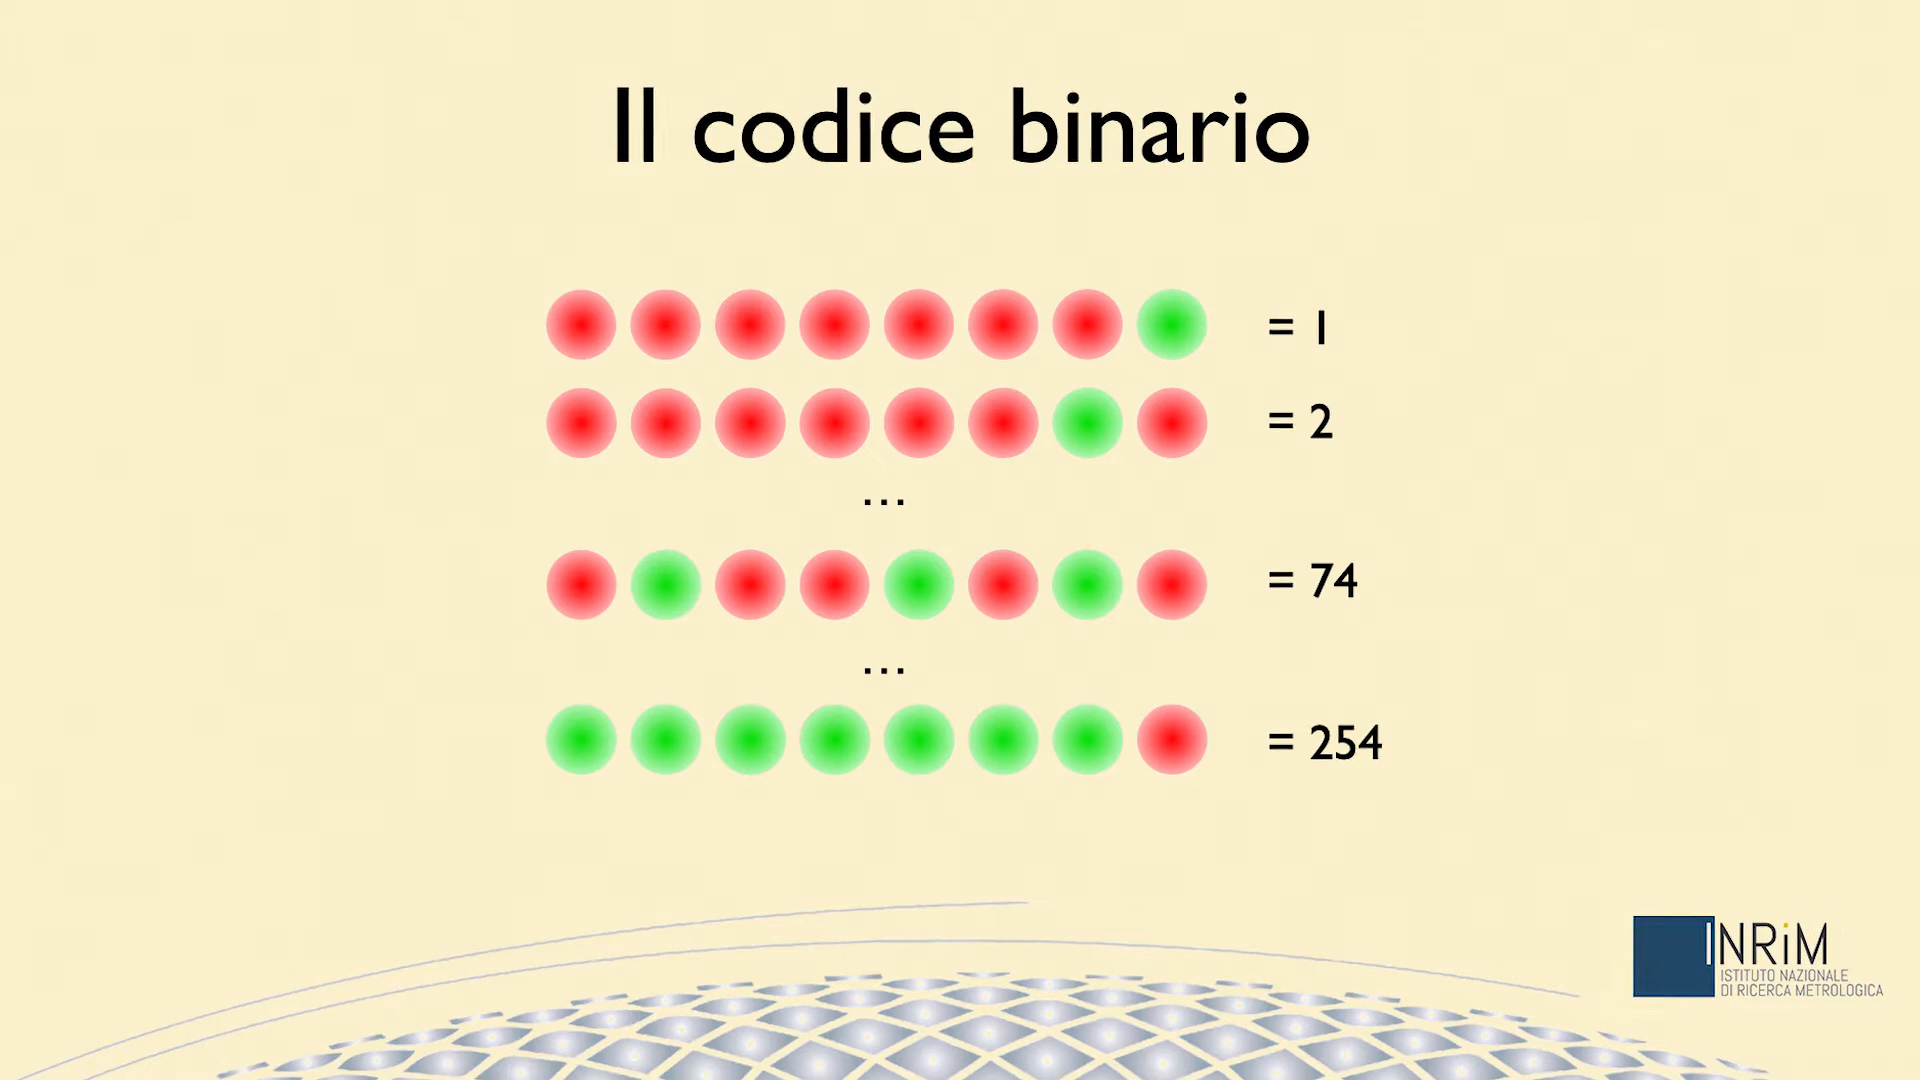 Il codice binario
= 1
= 2
...
= 74
...
= 254
INRiM
ISTITUTO NAZIONALE
DI RICERCA METROLOGICA